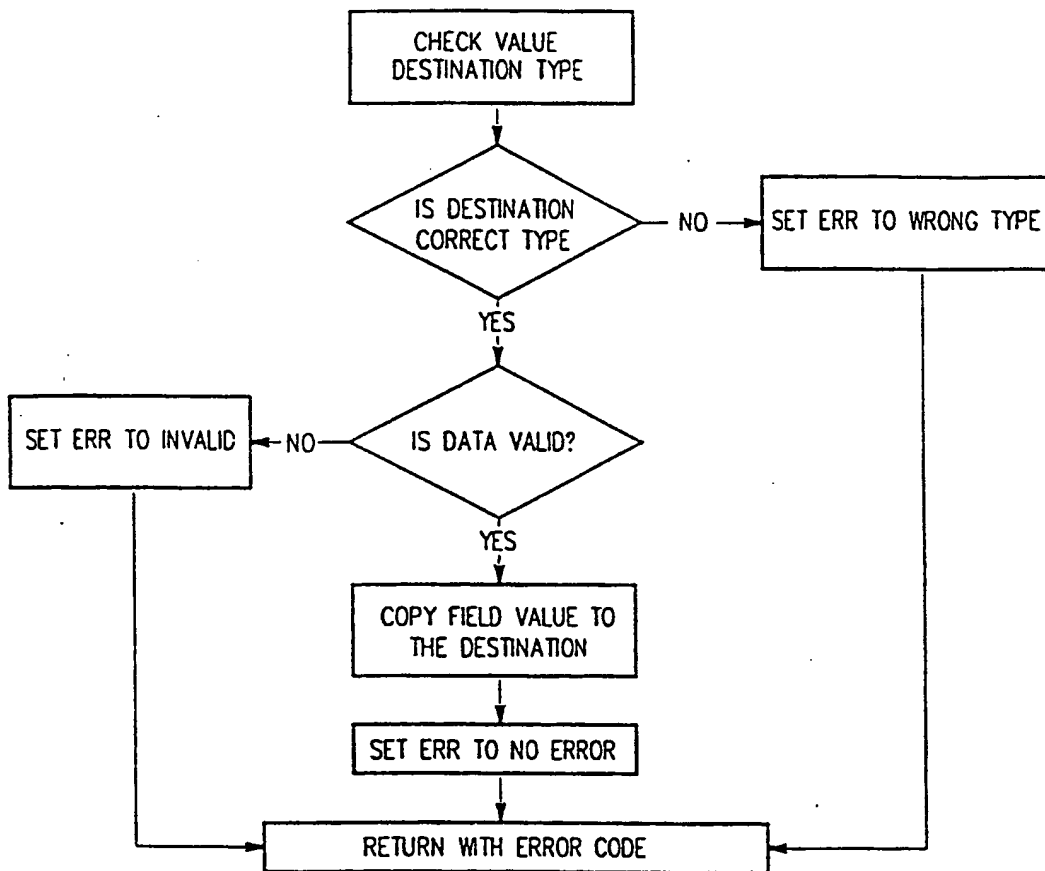 CHECK VALUE
DESTINATION TYPE
IS DESTINATION
CORRECT TYPE
NO
SET ERR TO WRONG TYPE
YES
SET ERR TO INVALID
NO
IS DATA VALID?
YES
COPY FIELD VALUE TO
THE DESTINATION
SET ERR TO NO ERROR
RETURN WITH ERROR CODE